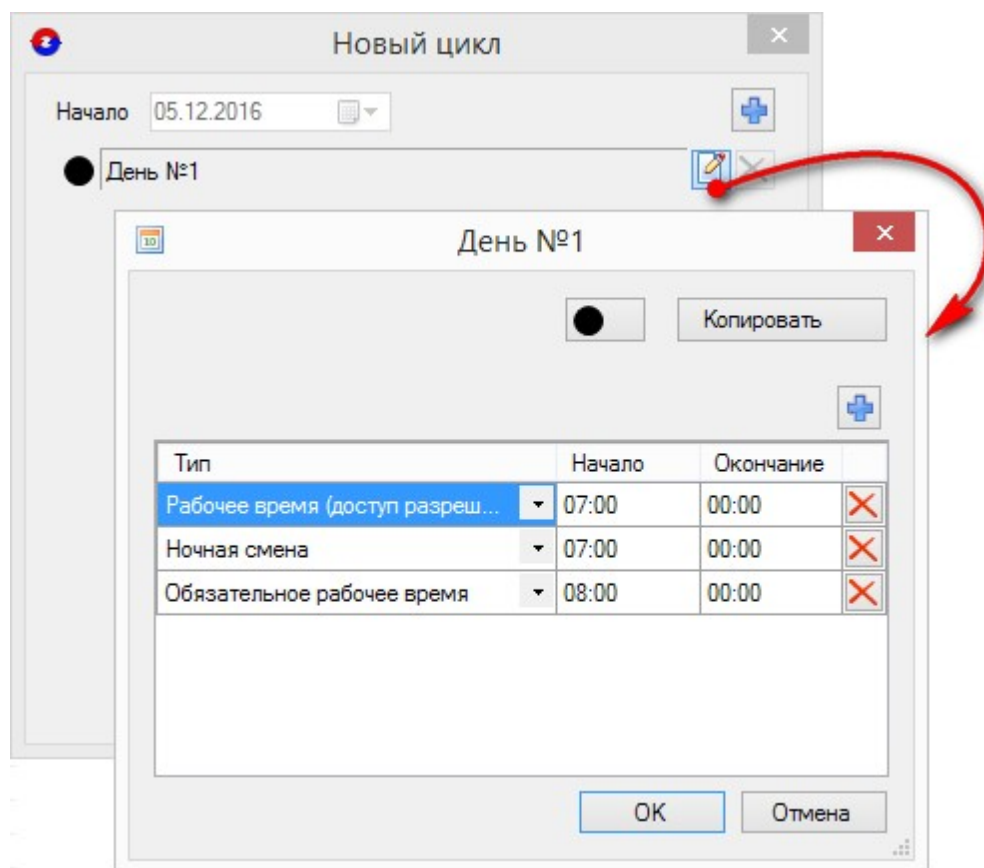 Новый цикл
Начало 05.12.2016
День №1
День №1
Копировать
Тип Начало Окончание
Рабочее время (доступ разреш... 07:00 00:00
Ночная смена 07:00 00:00
Обязательное рабочее время 08:00 00:00
OK Отмена